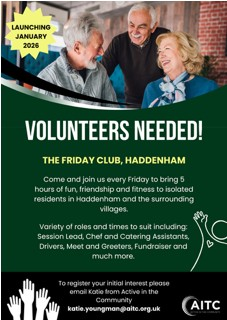 LAUNCHING
JANUARY
2026
VOLUNTEERS NEEDED!
THE FRIDAY CLUB, HADDENHAM
Come and join us every Friday to bring 5
hours of fun, friendship and fitness to isolated
residents in Haddenham and the surrounding
villages.
Variety of roles and times to suit including:
Session Lead, Chef and Catering Assistants,
Drivers, Meet and Greeters, Fundraiser and
much more.
To register your initial interest please
email Katie from Active in the
Community
katie.youngman@aitc.org.uk
AITC